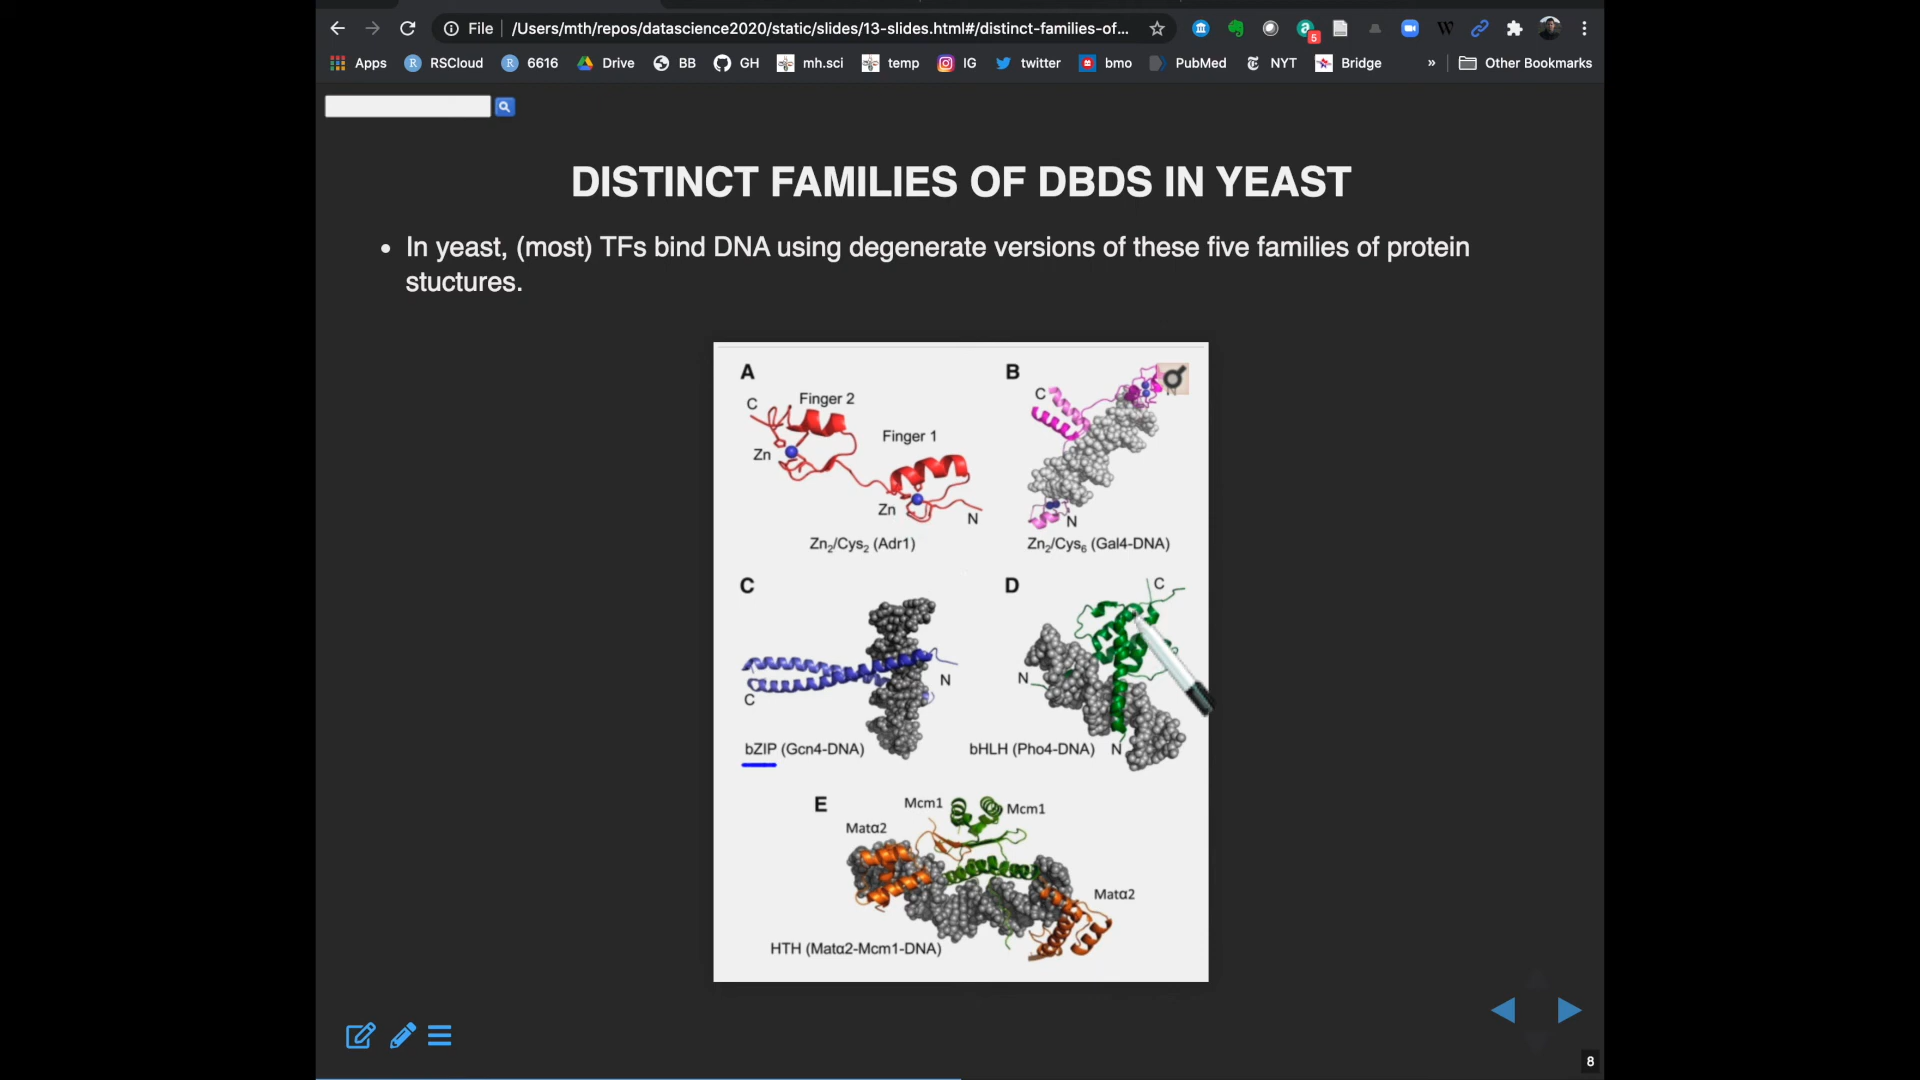 File /Users/mth/repos/datascience2020/static/slides/13-slides.html#/distinct-families-of...
5
Apps RSCloud 6616 Drive BB GH mh.sci temp IG twitter bmo PubMed NYT Bridge » Other Bookmarks
DISTINCT FAMILIES OF DBDS IN YEAST
• In yeast, (most) TFs bind DNA using degenerate versions of these five families of protein
stuctures.
A
C
Finger 2
Finger 1
Zn
Zn
N
Zn₂/Cys₂ (Adr1)
B
C
N
Zn₂/Cys₆ (Gal4-DNA)
C
N
C
bZIP (Gcn4-DNA)
D
C
N
bHLH (Pho4-DNA) N
E
Mcm1
Mcm1
Matα2
Matα2
HTH (Matα2-Mcm1-DNA)
8